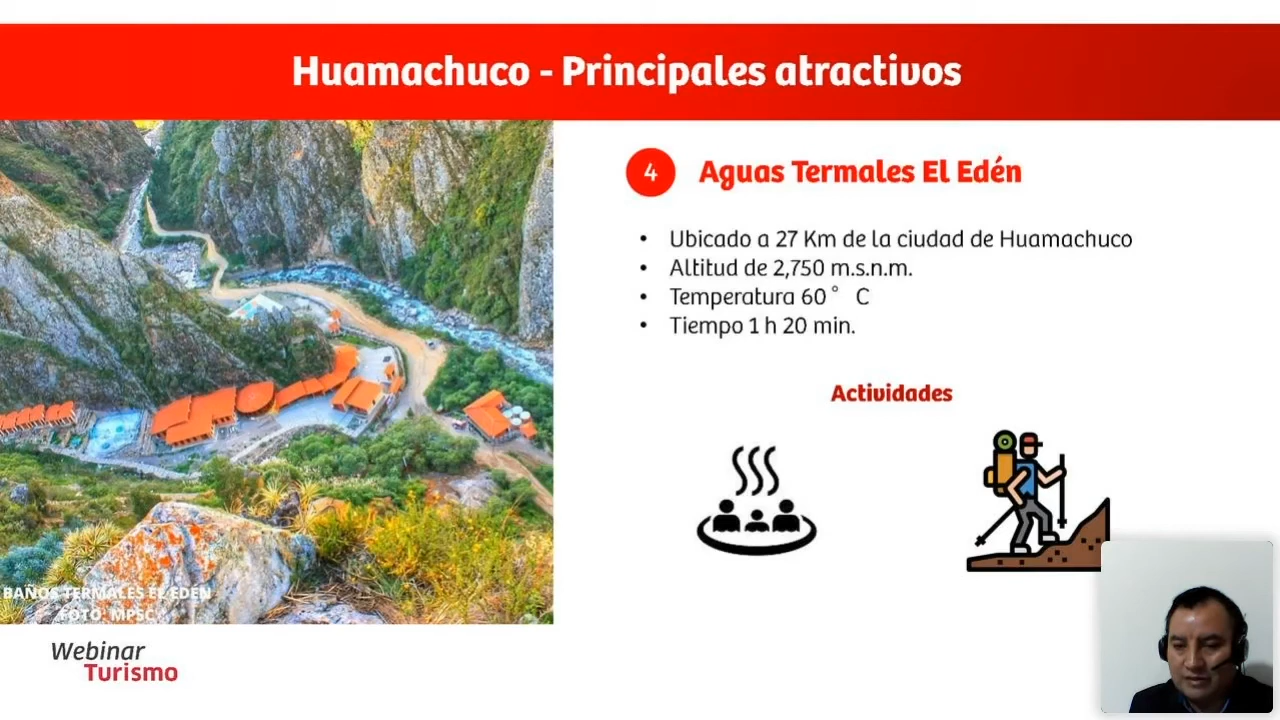 Huamachuco - Principales atractivos
4 Aguas Termales El Edén
• Ubicado a 27 Km de la ciudad de Huamachuco
• Altitud de 2,750 m.s.n.m.
• Temperatura 60° C
• Tiempo 1 h 20 min.
Actividades
BAÑOS TERMALES EL EDEN
FOTO: MPSC
Webinar
Turismo